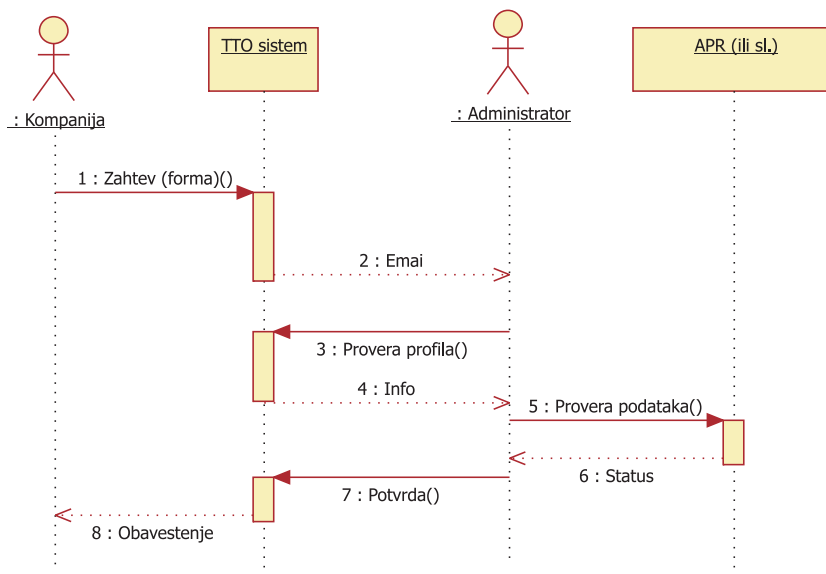 TTO sistem
APR (ili sl.)
: Kompanija
: Administrator
1 : Zahtev (forma)()
2 : Emai
3 : Provera profila()
4 : Info
5 : Provera podataka()
6 : Status
7 : Potvrda()
8 : Obavestenje